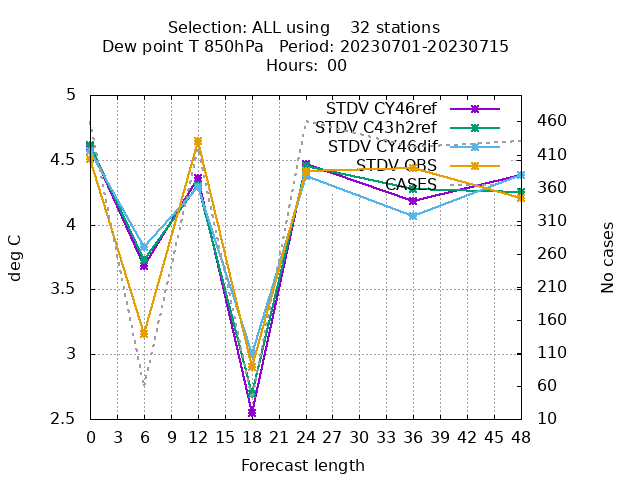 Selection: ALL using    32 stations
Dew point T 850hPa   Period: 20230701-20230715
Hours: 00
STDV CY46ref
STDV C43h2ref
STDV CY46dif
STDV OBS
CASES
5
4.5
4
3.5
3
2.5
deg C
460
410
360
310
260
210
160
110
60
10
No cases
0 3 6 9 12 15 18 21 24 27 30 33 36 39 42 45 48
Forecast length